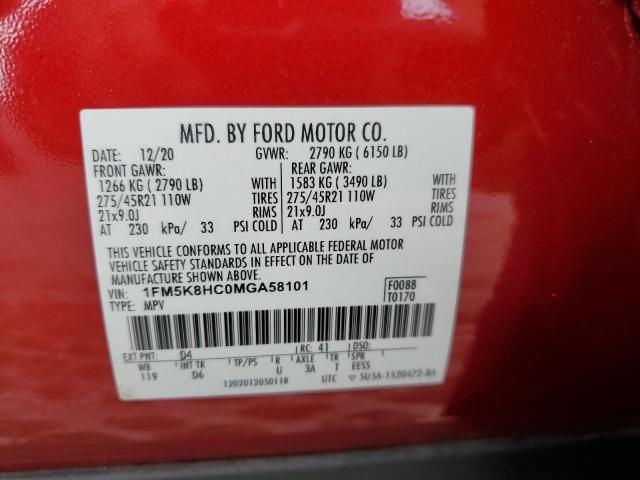 MFD. BY FORD MOTOR CO.
DATE: 12/20 GVWR: 2790 KG ( 6150 LB)
FRONT GAWR: REAR GAWR:
1266 KG ( 2790 LB) WITH 1583 KG ( 3490 LB) WITH
275/45R21 110W TIRES 275/45R21 110W TIRES
21x9.0J RIMS 21x9.0J RIMS
AT 230 kPa/ 33 PSI COLD AT 230 kPa/ 33 PSI COLD
THIS VEHICLE CONFORMS TO ALL APPLICABLE FEDERAL MOTOR
VEHICLE SAFETY STANDARDS IN EFFECT ON THE DATE OF
MANUFACTURE SHOWN ABOVE.
VIN: 1FM5K8HC0MGA58101 F0088
TYPE: MPV T0170
EXT PNT: D4 RC: 41 DSO:
WB INT TR TP/PS R AXLE TR SPR
119 D6 U 3A T EESS
1202012050118 UTC SU5A-1520472-BA